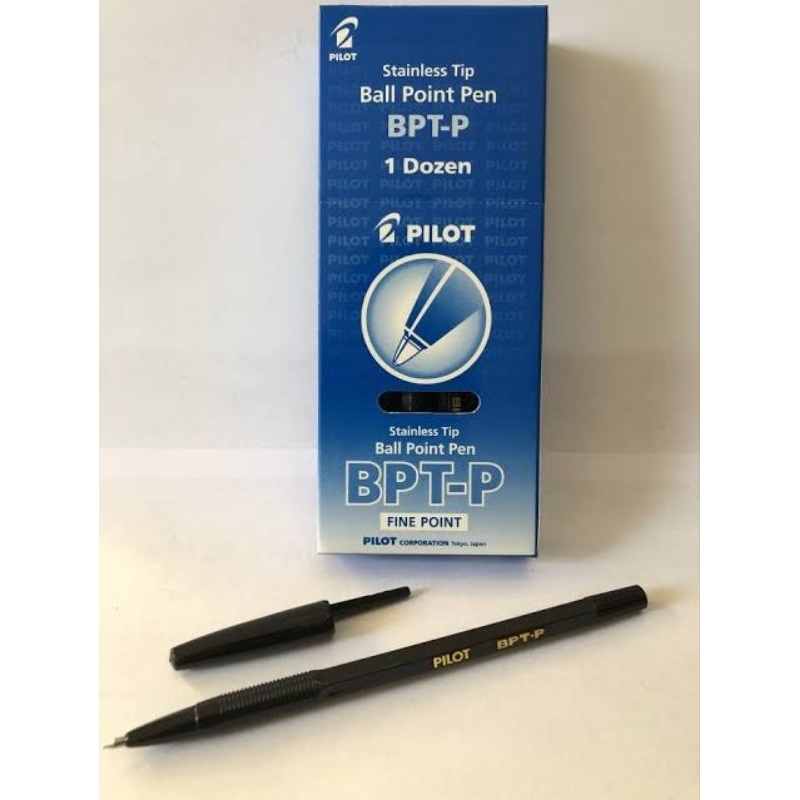 PILOT
Stainless Tip
Ball Point Pen
BPT-P
1 Dozen
PILOT
Stainless Tip
Ball Point Pen
BPT-P
FINE POINT
PILOT CORPORATION Tokyo, Japan
PILOT BPT-P